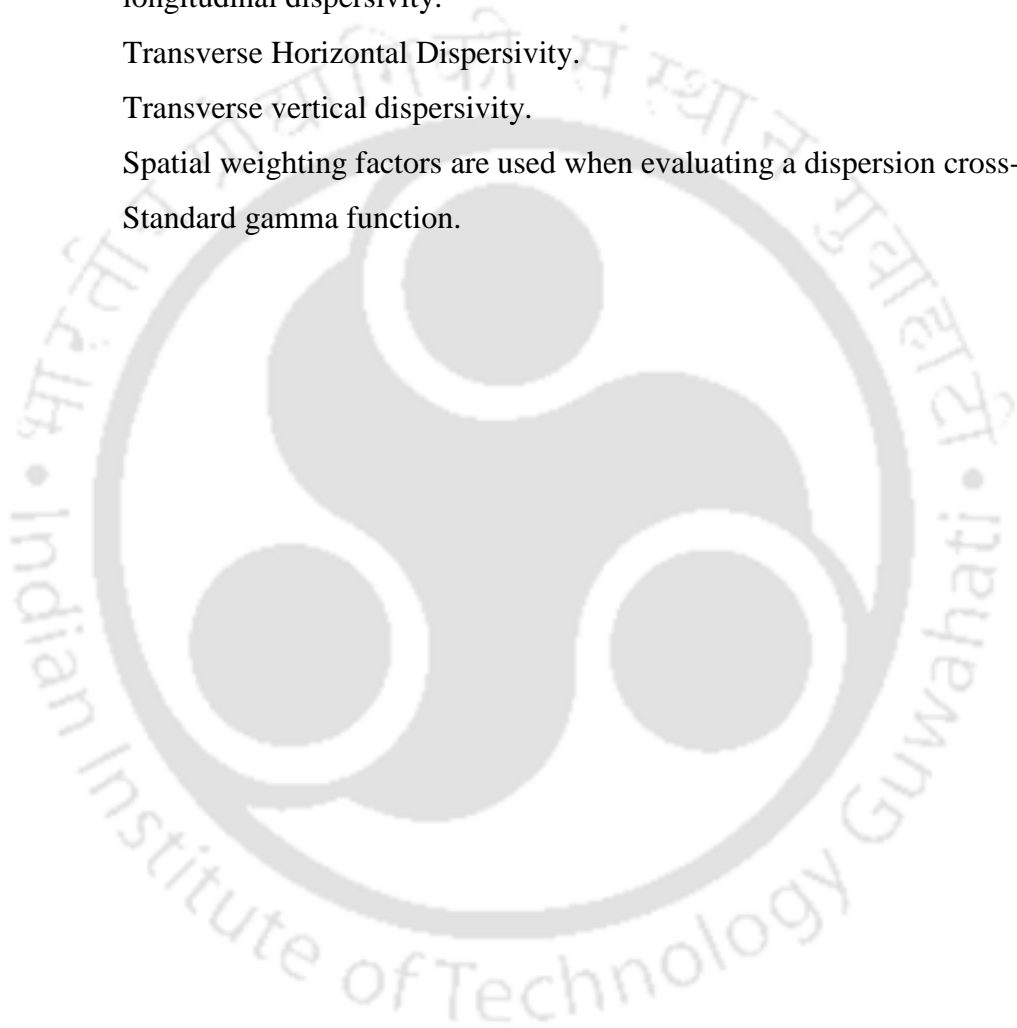 longitudinal dispersivity.
Transverse Horizontal Dispersivity.
Transverse vertical dispersivity.
Spatial weighting factors are used when evaluating a dispersion cross-
Standard gamma function.
भारतीय प्रौद्योगिकी संस्थान गुवाहाटी
Indian Institute of Technology Guwahati